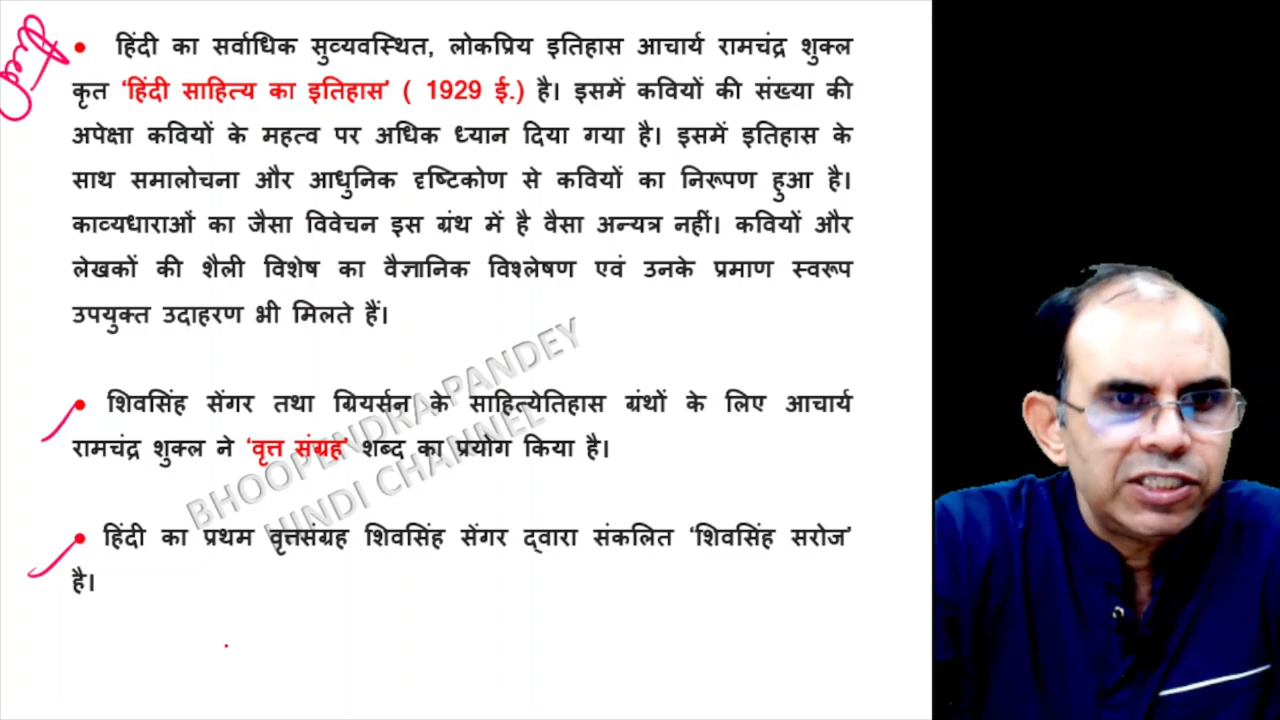 • हिंदी का सर्वाधिक सुव्यवस्थित, लोकप्रिय इतिहास आचार्य रामचंद्र शुक्ल
कृत ‘हिंदी साहित्य का इतिहास’ ( 1929 ई.) है। इसमें कवियों की संख्या की
अपेक्षा कवियों के महत्व पर अधिक ध्यान दिया गया है। इसमें इतिहास के
साथ समालोचना और आधुनिक दृष्टिकोण से कवियों का निरूपण हुआ है।
काव्यधाराओं का जैसा विवेचन इस ग्रंथ में है वैसा अन्यत्र नहीं। कवियों और
लेखकों की शैली विशेष का वैज्ञानिक विश्लेषण एवं उनके प्रमाण स्वरूप
उपयुक्त उदाहरण भी मिलते हैं।
• शिवसिंह सेंगर तथा ग्रियर्सन के साहित्येतिहास ग्रंथों के लिए आचार्य
रामचंद्र शुक्ल ने ‘वृत्त संग्रह’ शब्द का प्रयोग किया है।
• हिंदी का प्रथम वृत्तसंग्रह शिवसिंह सेंगर द्वारा संकलित ‘शिवसिंह सरोज’
है।
BHOOPENDRA PANDEY
HINDI CHANNEL